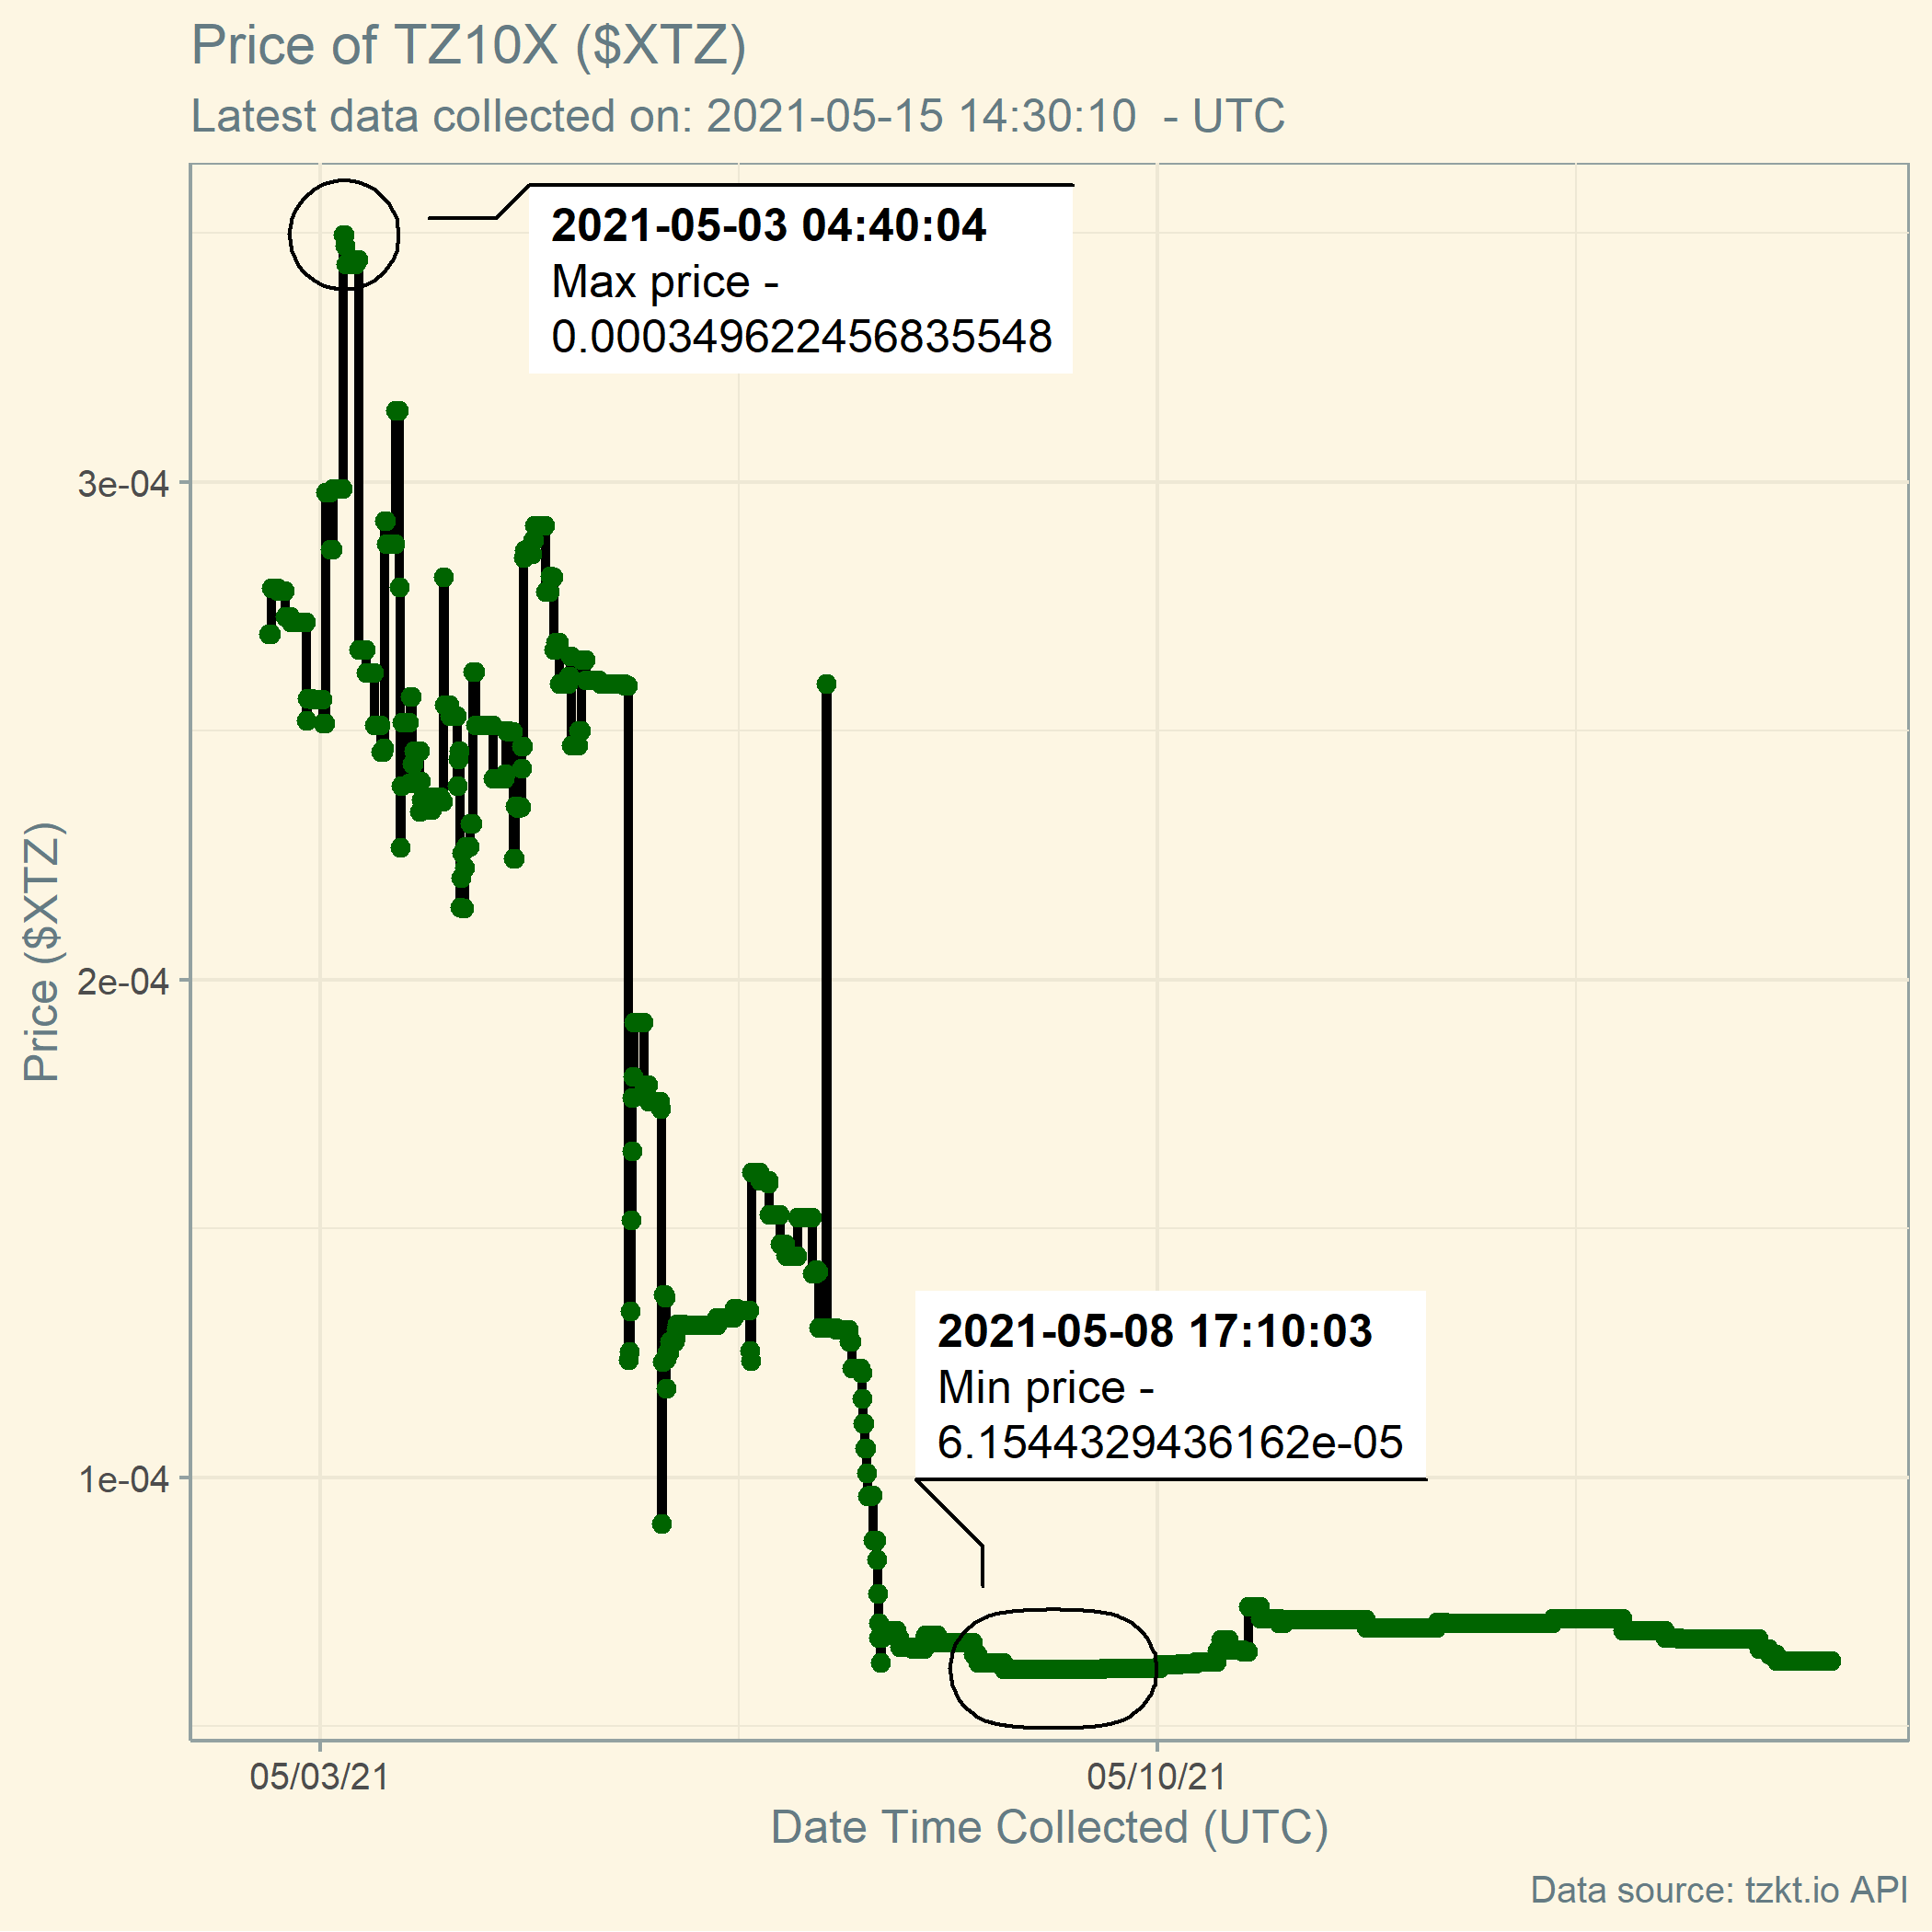 Price of TZ10X ($XTZ)
Latest data collected on: 2021-05-15 14:30:10  - UTC
2021-05-03 04:40:04
Max price -
0.000349622456835548
3e-04
2e-04
1e-04
Price ($XTZ)
2021-05-08 17:10:03
Min price -
6.1544329436162e-05
05/03/21
05/10/21
Date Time Collected (UTC)
Data source: tzkt.io API